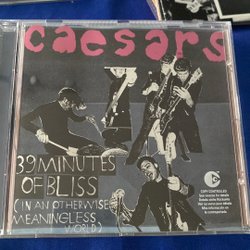 caesars
39 MINUTES
OF BLISS
(IN AN OTHERWISE
MEANINGLESS
WORLD)
COPY CONTROLLED